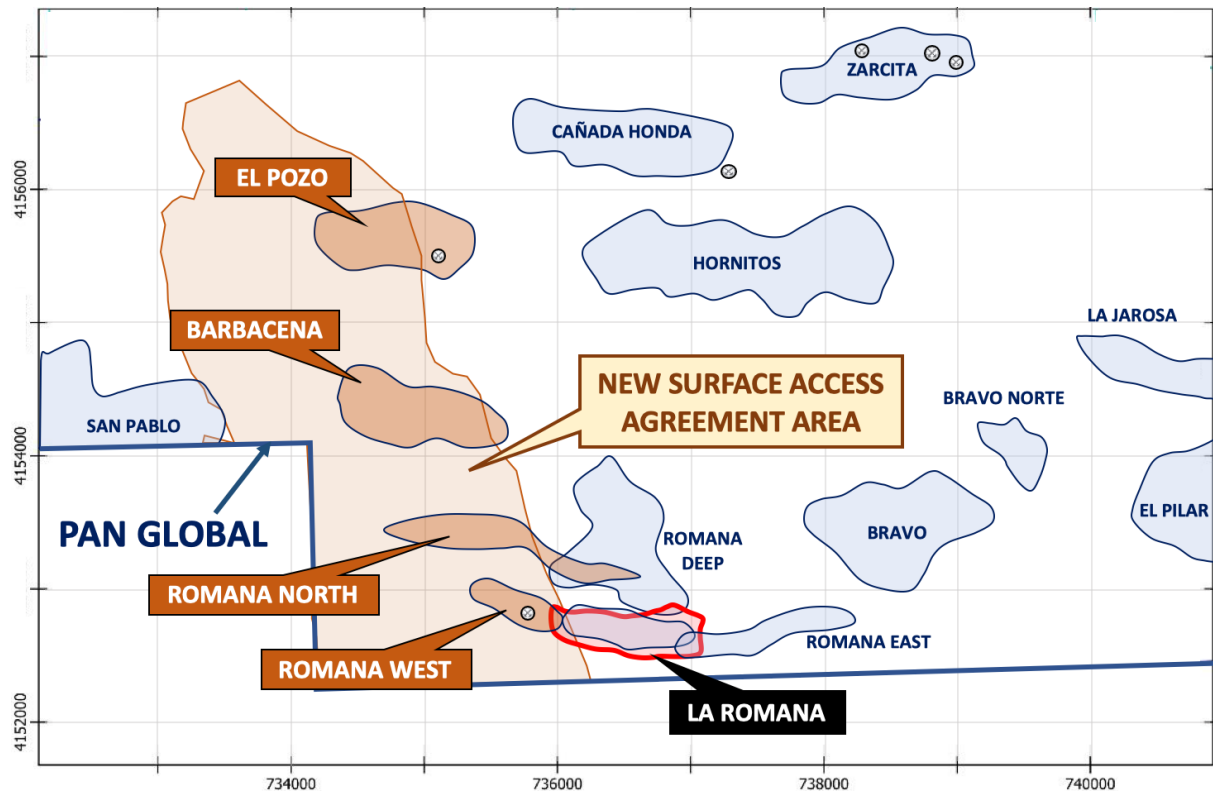 ZARCITA
CAÑADA HONDA
EL POZO
4156000
HORNITOS
LA JAROSA
BARBACENA
NEW SURFACE ACCESS
AGREEMENT AREA
BRAVO NORTE
SAN PABLO
4154000
PAN GLOBAL
EL PILAR
BRAVO
ROMANA
DEEP
ROMANA NORTH
ROMANA EAST
ROMANA WEST
LA ROMANA
4152000
734000
736000
738000
740000